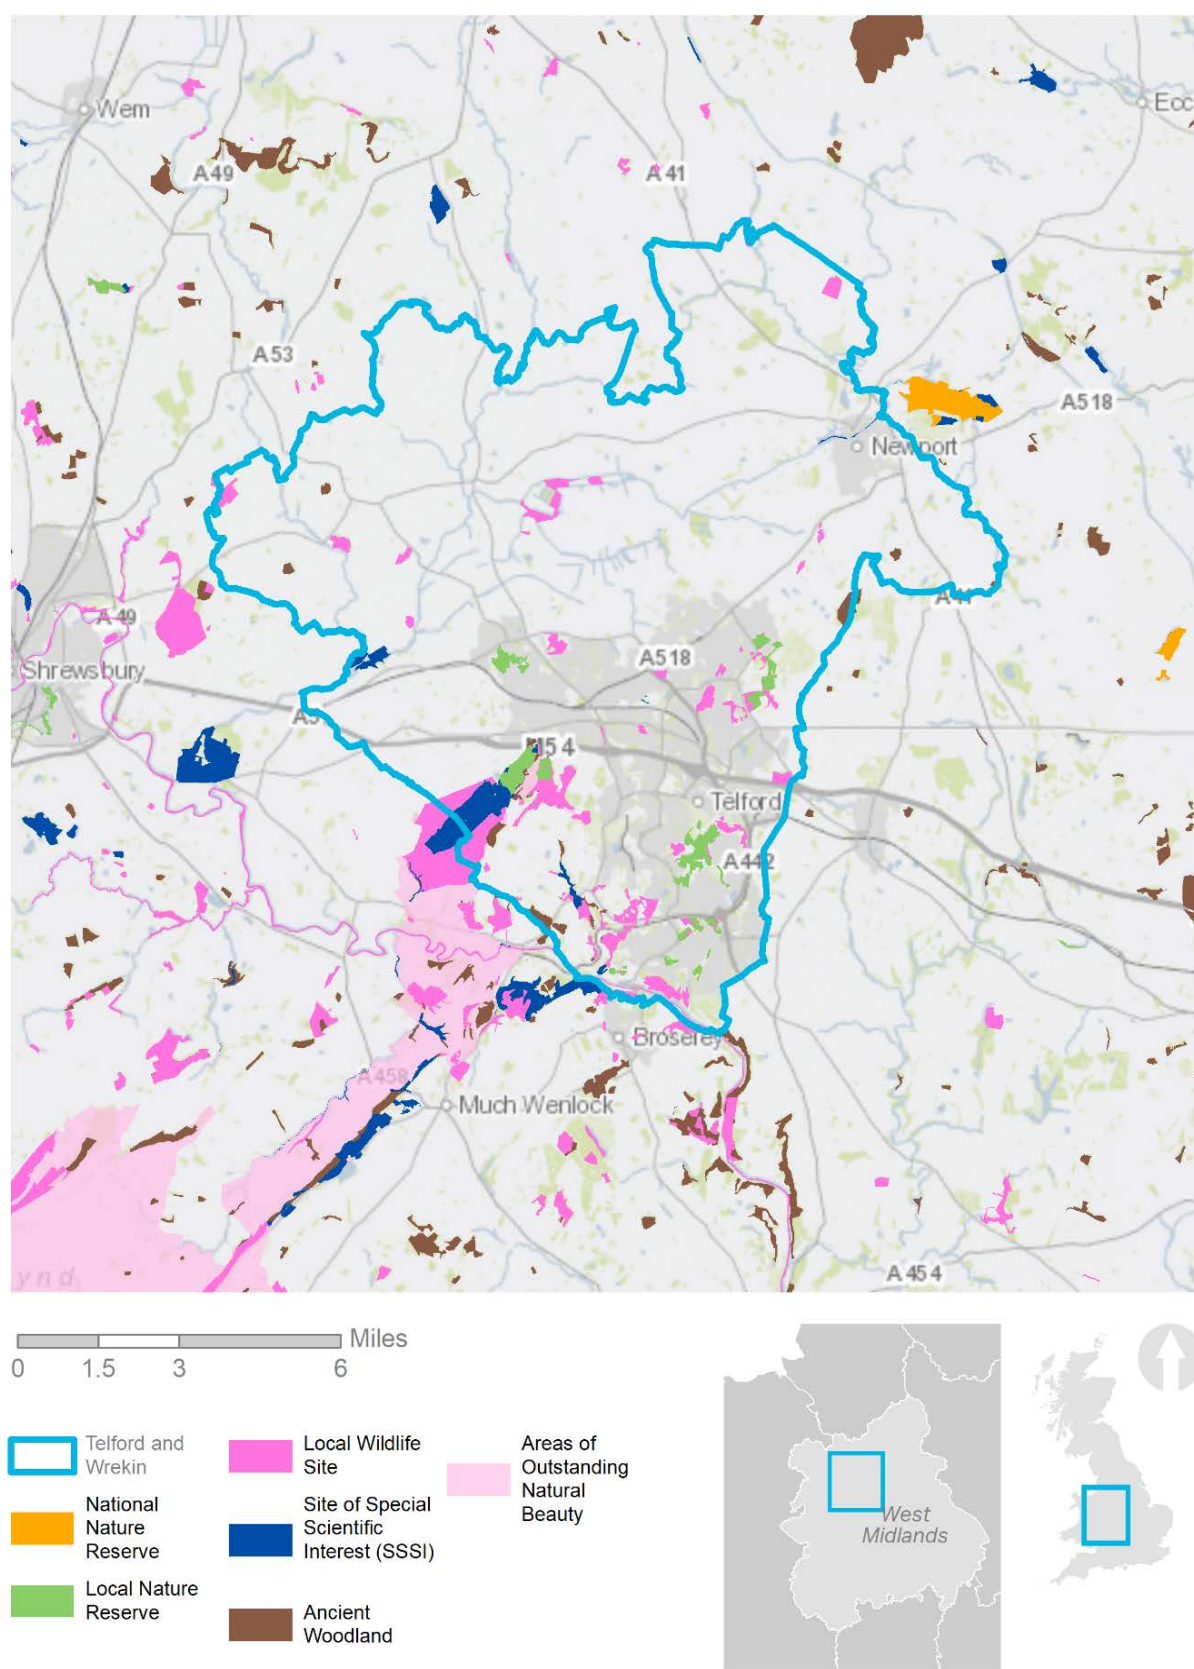 Wem
Ecc
A49
A41
A53
A518
Newport
A49
A41
Shrewsbury
A518
A5
M54
Telford
A442
Broseley
A458
Much Wenlock
ynd
A454
Miles
0 1.5 3 6
Telford and
Wrekin
National
Nature
Reserve
Local Nature
Reserve
Local Wildlife
Site
Site of Special
Scientific
Interest (SSSI)
Ancient
Woodland
Areas of
Outstanding
Natural
Beauty
West
Midlands